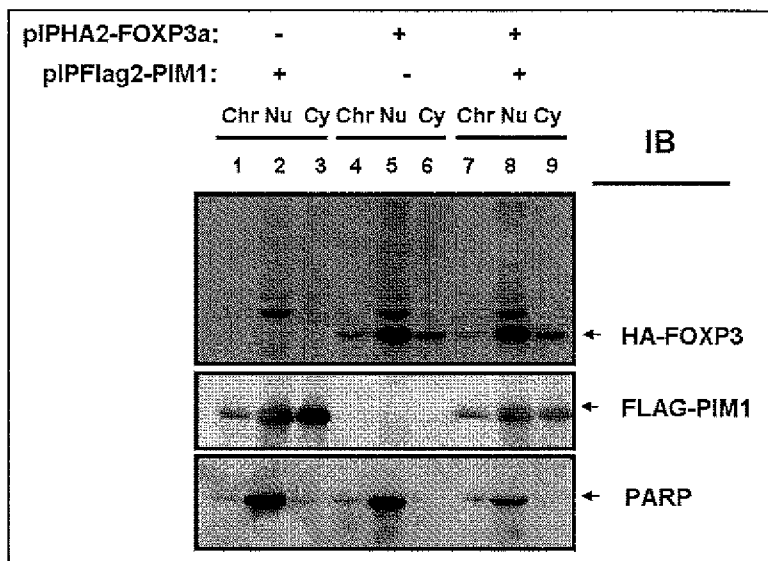 pIPHA2-FOXP3a: - + +
pIPFlag2-PIM1: + - +
Chr Nu Cy Chr Nu Cy Chr Nu Cy
IB
1 2 3 4 5 6 7 8 9
HA-FOXP3
FLAG-PIM1
PARP